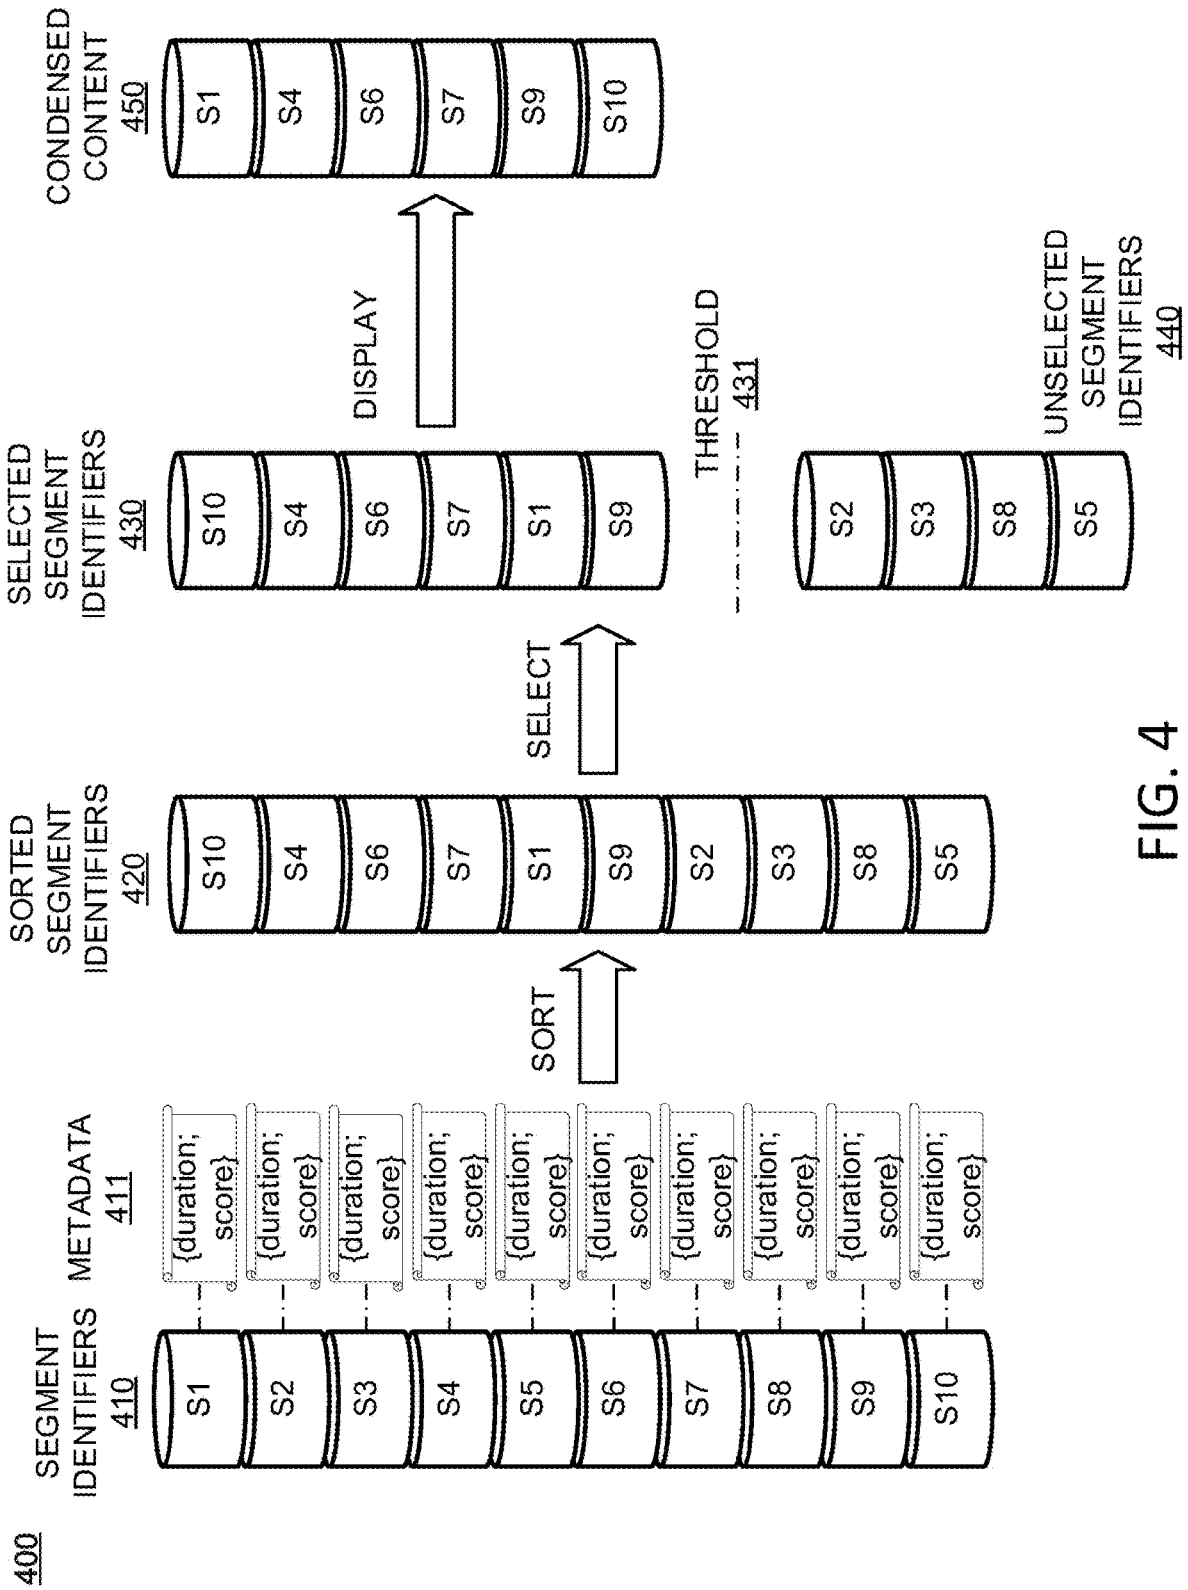 400
SEGMENT
IDENTIFIERS
410
S1
S2
S3
S4
S5
S6
S7
S8
S9
S10
METADATA
411
{duration;
score}
{duration;
score}
{duration;
score}
{duration;
score}
{duration;
score}
{duration;
score}
{duration;
score}
{duration;
score}
{duration;
score}
{duration;
score}
SORT
SORTED
SEGMENT
IDENTIFIERS
420
S10
S4
S6
S7
S1
S9
S2
S3
S8
S5
SELECT
SELECTED
SEGMENT
IDENTIFIERS
430
S10
S4
S6
S7
S1
S9
THRESHOLD
431
S2
S3
S8
S5
UNSELECTED
SEGMENT
IDENTIFIERS
440
DISPLAY
CONDENSED
CONTENT
450
S1
S4
S6
S7
S9
S10
FIG. 4